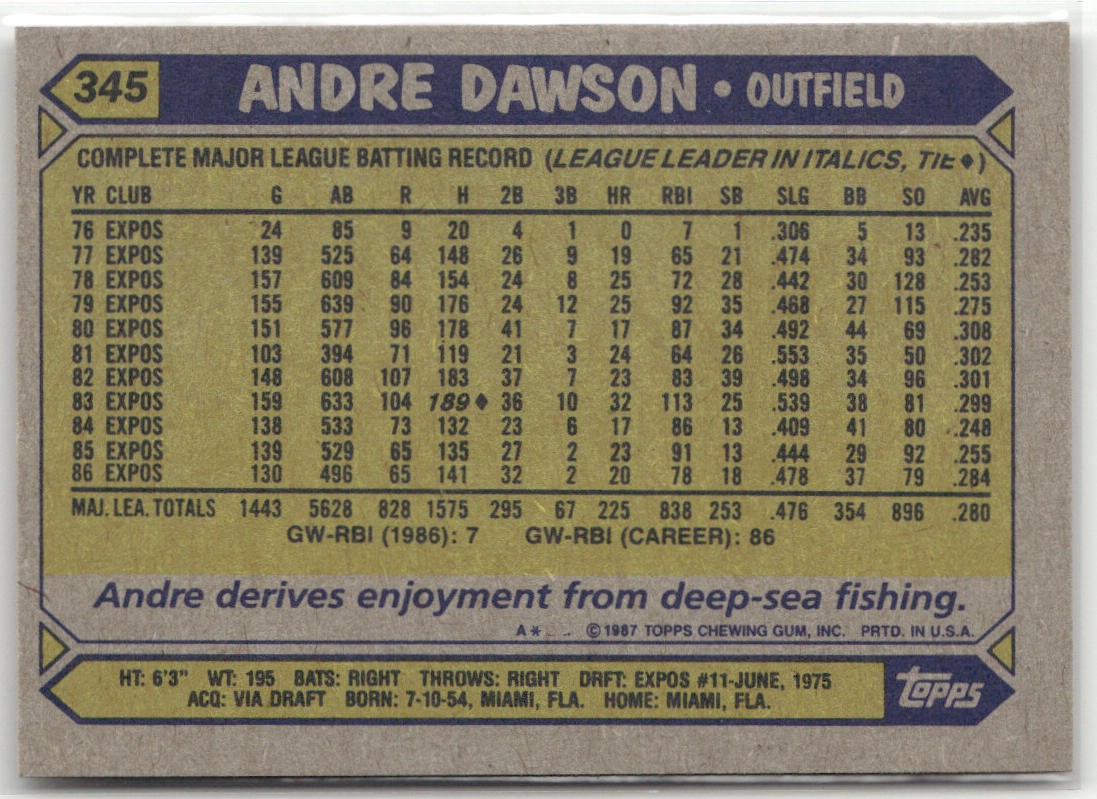 345 ANDRE DAWSON • OUTFIELD
COMPLETE MAJOR LEAGUE BATTING RECORD (LEAGUE LEADER IN ITALICS, TIE ♦)
YR CLUB G AB R H 2B 3B HR RBI SB SLG BB SO AVG
76 EXPOS 24 85 9 20 4 1 0 7 1 .306 5 13 .235
77 EXPOS 139 525 64 148 26 9 19 65 21 .474 34 93 .282
78 EXPOS 157 609 84 154 24 8 25 72 28 .442 30 128 .253
79 EXPOS 155 639 90 176 24 12 25 92 35 .468 27 115 .275
80 EXPOS 151 577 96 178 41 7 17 87 34 .492 44 69 .308
81 EXPOS 103 394 71 119 21 3 24 64 26 .553 35 50 .302
82 EXPOS 148 608 107 183 37 7 23 83 39 .498 34 96 .301
83 EXPOS 159 633 104 189♦ 36 10 32 113 25 .539 38 81 .299
84 EXPOS 138 533 73 132 23 6 17 86 13 .409 41 80 .248
85 EXPOS 139 529 65 135 27 2 23 91 13 .444 29 92 .255
86 EXPOS 130 496 65 141 32 2 20 78 18 .478 37 79 .284
MAJ. LEA. TOTALS 1443 5628 828 1575 295 67 225 838 253 .476 354 896 .280
GW-RBI (1986): 7 GW-RBI (CAREER): 86
Andre derives enjoyment from deep-sea fishing.
A* ©1987 TOPPS CHEWING GUM, INC. PRTD. IN U.S.A.
HT: 6'3" WT: 195 BATS: RIGHT THROWS: RIGHT DRFT: EXPOS #11-JUNE, 1975
ACQ: VIA DRAFT BORN: 7-10-54, MIAMI, FLA. HOME: MIAMI, FLA.
TOPPS